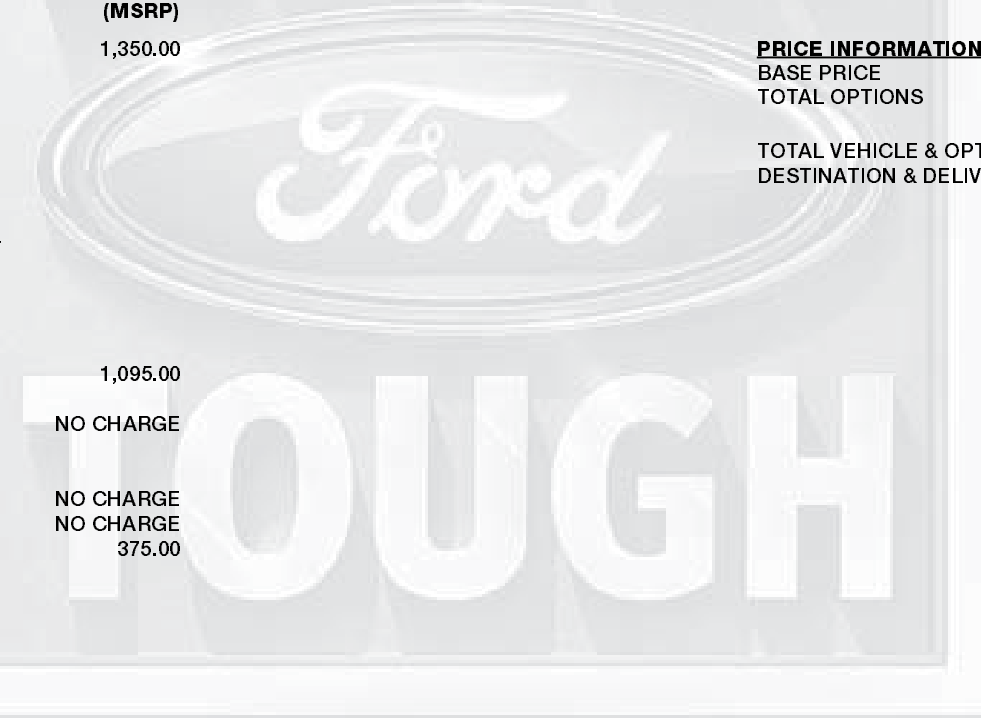 (MSRP)
1,350.00
PRICE INFORMATION
BASE PRICE
TOTAL OPTIONS
TOTAL VEHICLE & OPT
DESTINATION & DELIV
Ford
1,095.00
NO CHARGE
NO CHARGE
NO CHARGE
375.00
TOUGH